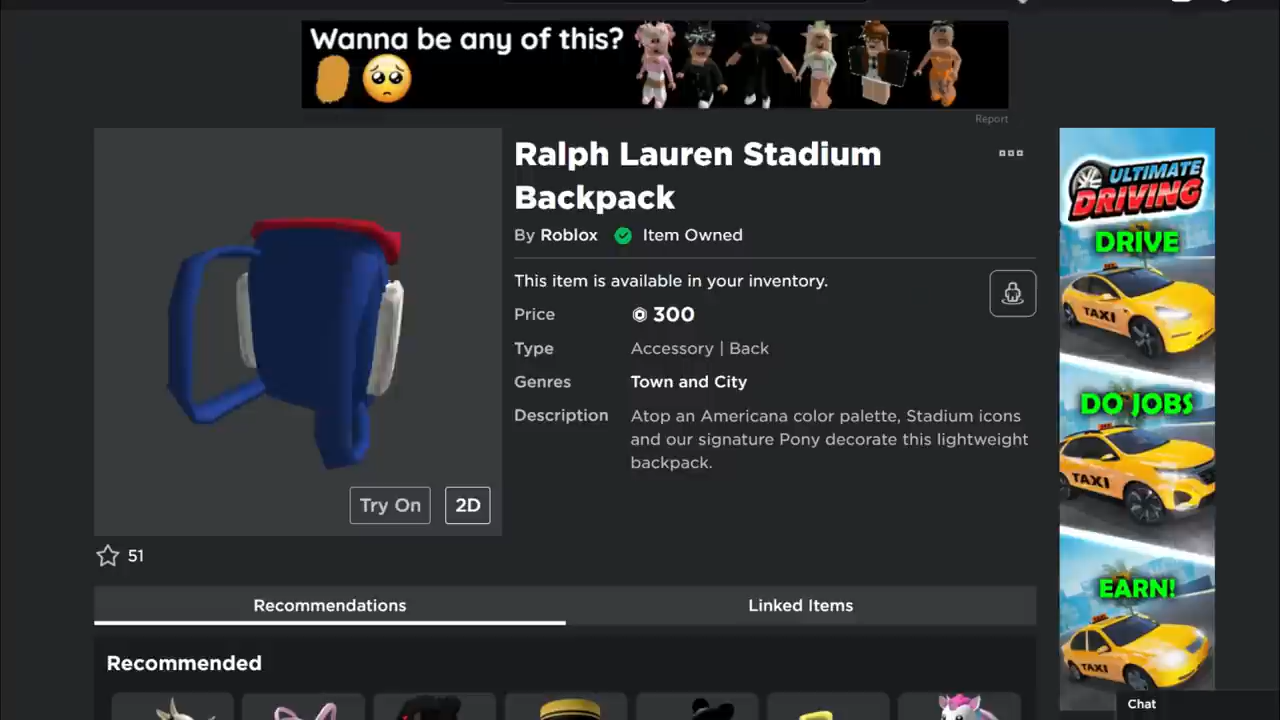 Wanna be any of this?
Report
Ralph Lauren Stadium
Backpack
By Roblox Item Owned
This item is available in your inventory.
Price 300
Type Accessory | Back
Genres Town and City
Description Atop an Americana color palette, Stadium icons
and our signature Pony decorate this lightweight
backpack.
Try On 2D
51
Recommendations Linked Items
Recommended
ULTIMATE
DRIVING
DRIVE
TAXI
DO JOBS
TAXI
EARN!
TAXI
Chat